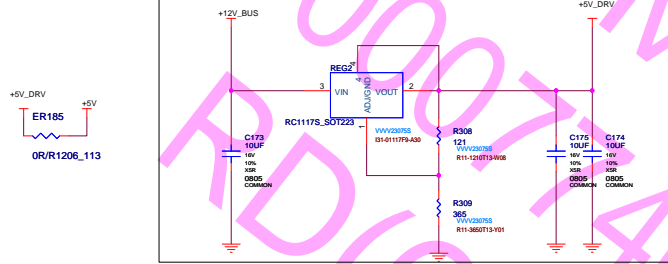 +12V_BUS
+5V_DRV
REG2
4
4
3
VIN
ADJ/GND
VOUT
2
RC1117S_SOT223
1
VVVV23075S
I31-01117F9-A30
+5V_DRV
+5V
ER185
0R/R1206_113
C173
10UF
16V
10%
X5R
0805
COMMON
R308
121
VVVV23075S
R11-1210T13-W08
R309
365
VVVV23075S
R11-3650T13-Y01
C175
10UF
16V
10%
X5R
0805
COMMON
C174
10UF
16V
10%
X5R
0805
COMMON